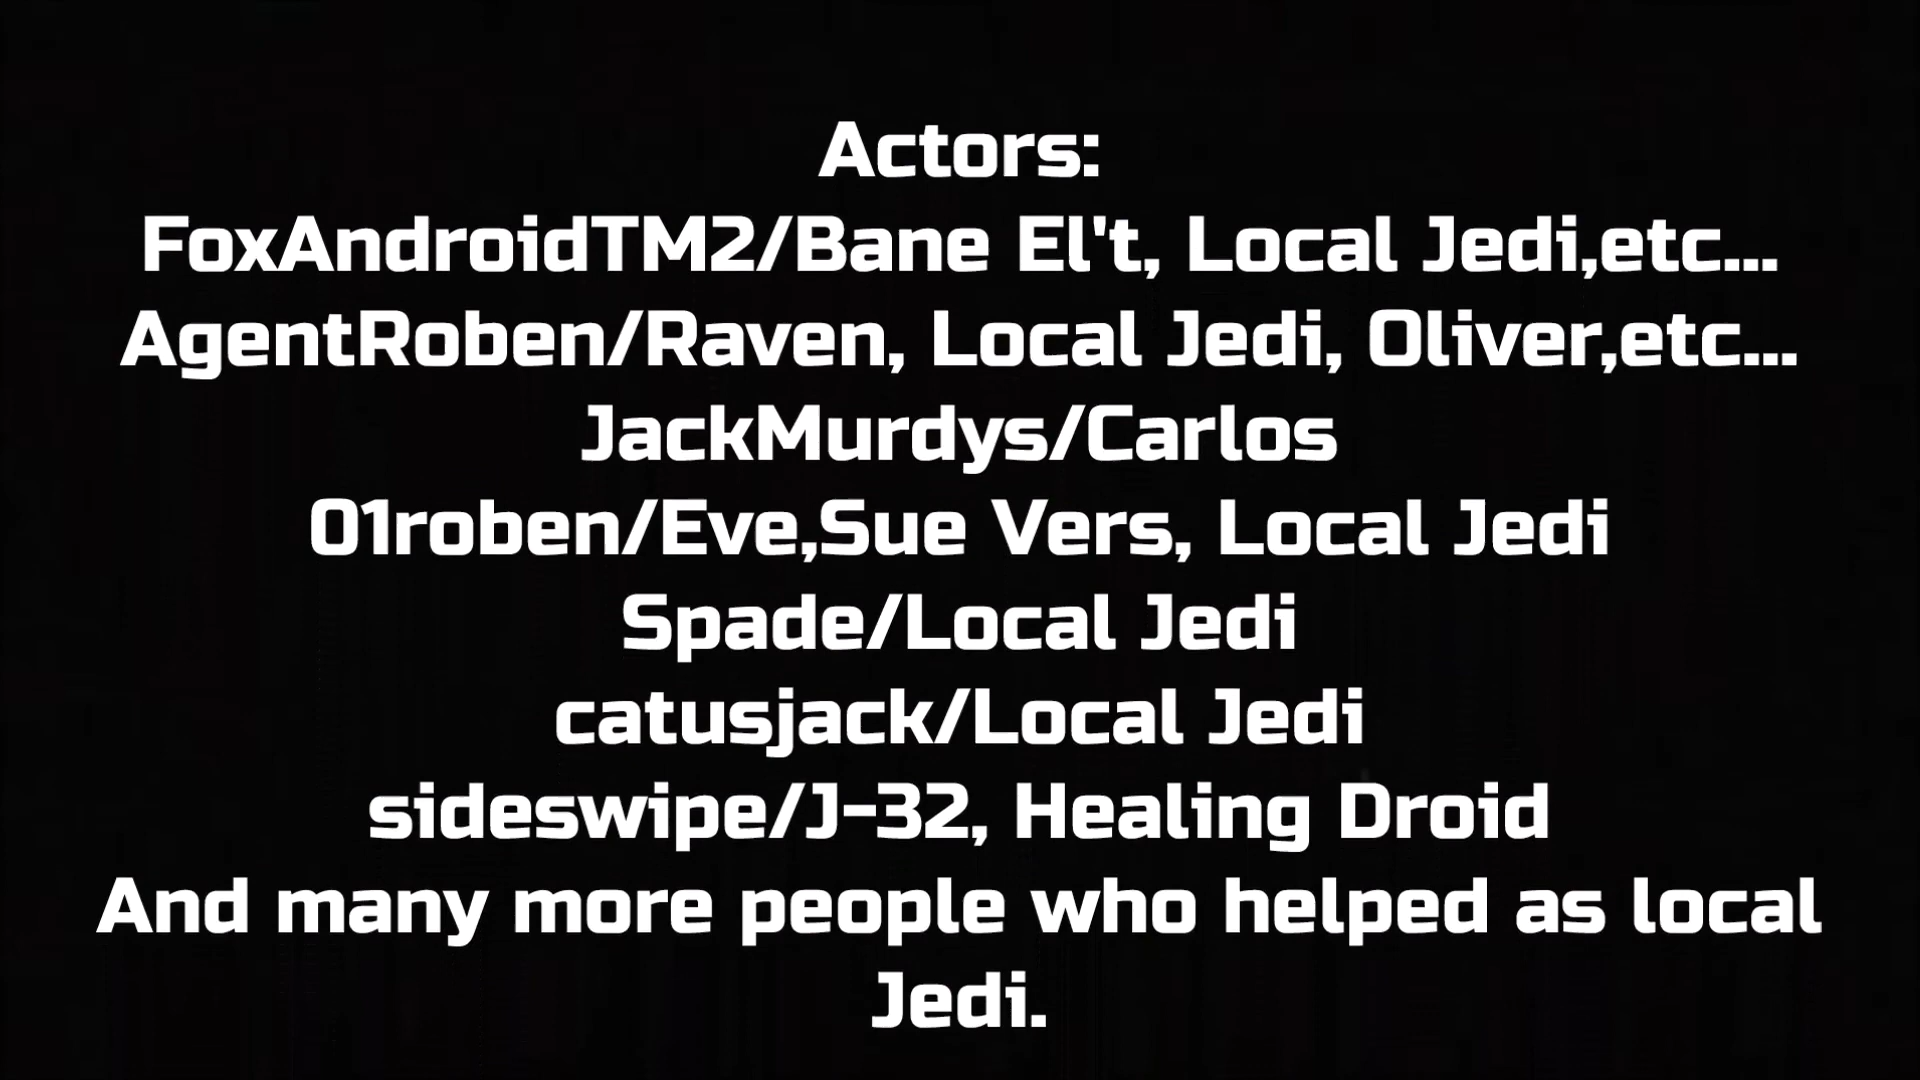 Actors:
FoxAndroidTM2/Bane El't, Local Jedi,etc...
AgentRoben/Raven, Local Jedi, Oliver,etc...
JackMurdys/Carlos
01roben/Eve,Sue Vers, Local Jedi
Spade/Local Jedi
catusjack/Local Jedi
sideswipe/J-32, Healing Droid
And many more people who helped as local
Jedi.